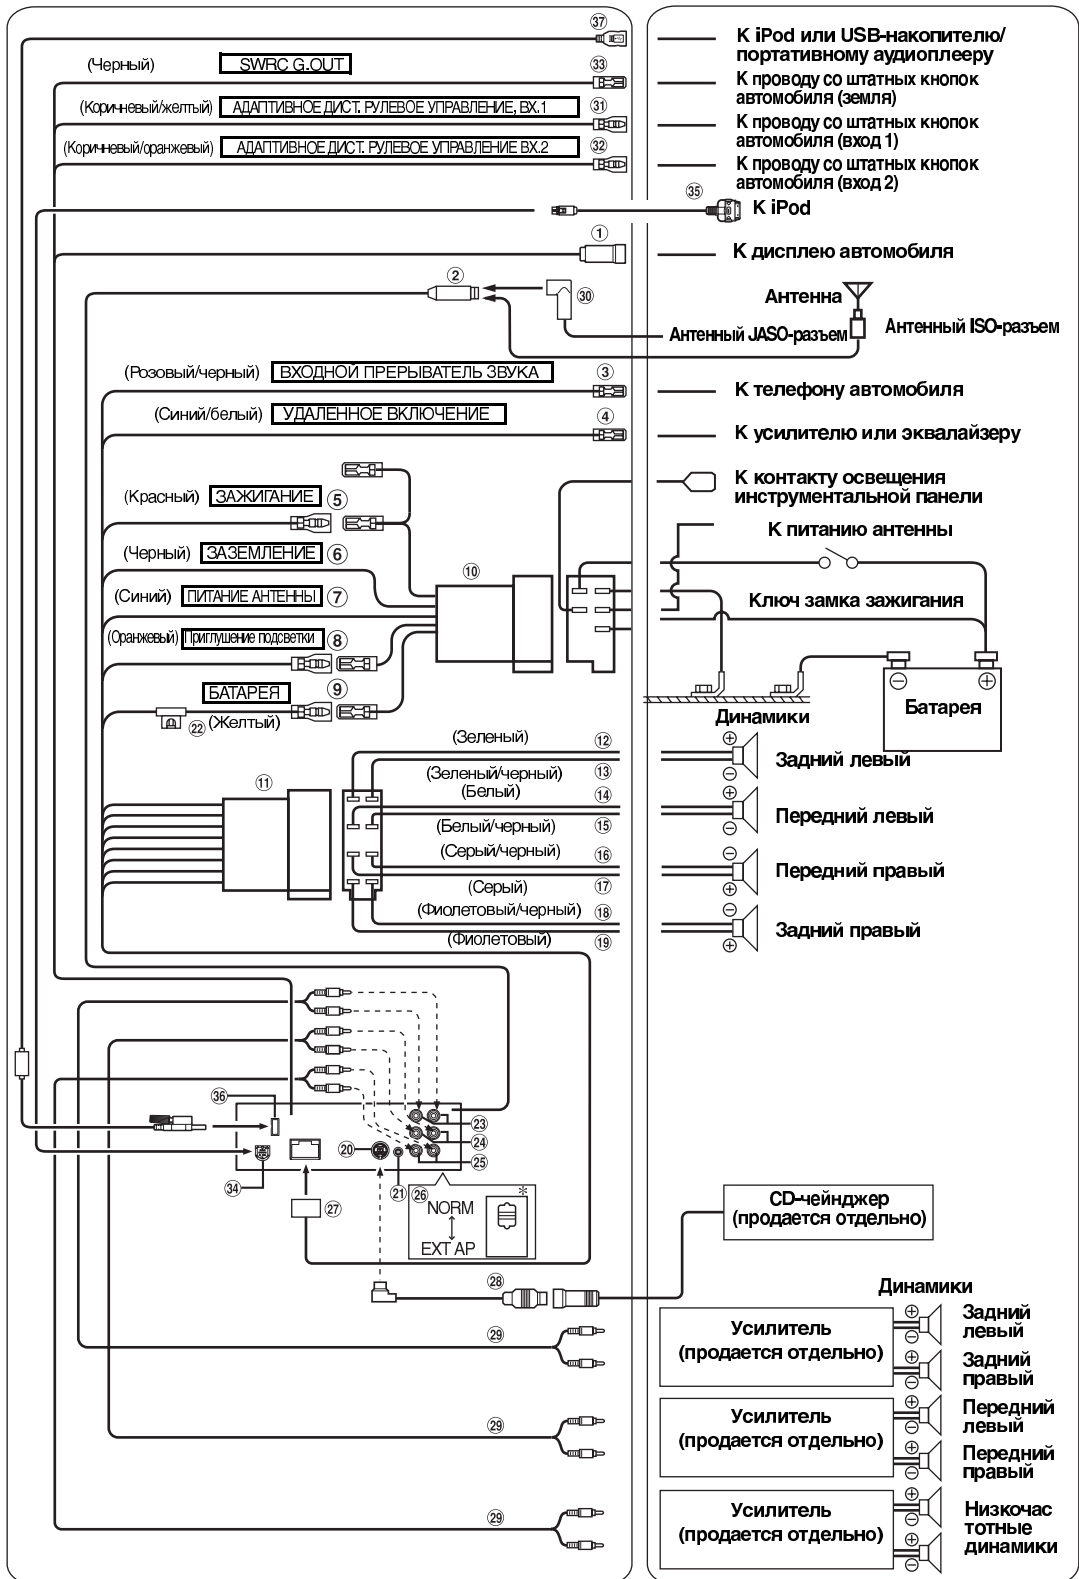 37
К iPod или USB-накопителю/
портативному аудиоплееру
(Черный) SWRC G.OUT 33
К проводу со штатных кнопок
автомобиля (земля)
(Коричневый/желтый) АДАПТИВНОЕ ДИСТ. РУЛЕВОЕ УПРАВЛЕНИЕ, ВХ.1 31
К проводу со штатных кнопок
автомобиля (вход 1)
(Коричневый/оранжевый) АДАПТИВНОЕ ДИСТ. РУЛЕВОЕ УПРАВЛЕНИЕ ВХ.2 32
К проводу со штатных кнопок
автомобиля (вход 2)
35 К iPod
1 К дисплею автомобиля
2
30
Антенна
Антенный JASO-разъем
Антенный ISO-разъем
(Розовый/черный) ВХОДНОЙ ПРЕРЫВАТЕЛЬ ЗВУКА 3
К телефону автомобиля
(Синий/белый) УДАЛЕННОЕ ВКЛЮЧЕНИЕ 4
К усилителю или эквалайзеру
К контакту освещения
инструментальной панели
(Красный) ЗАЖИГАНИЕ 5
К питанию антенны
(Черный) ЗАЗЕМЛЕНИЕ 6
10
(Синий) ПИТАНИЕ АНТЕННЫ 7
Ключ замка зажигания
(Оранжевый) Приглушение подсветки 8
БАТАРЕЯ 9
22 (Желтый)
Батарея
Динамики
(Зеленый) 12
Задний левый
(Зеленый/черный) 13
11
(Белый) 14
Передний левый
(Белый/черный) 15
(Серый/черный) 16
Передний правый
(Серый) 17
(Фиолетовый/черный) 18
Задний правый
(Фиолетовый) 19
36
23
24
20
25
34
21
26
27
NORM
*
EXT AP
CD-чейнджер
(продается отдельно)
28
Динамики
29
Усилитель
(продается отдельно)
Задний
левый
Задний
правый
29
Усилитель
(продается отдельно)
Передний
левый
Передний
правый
29
Усилитель
(продается отдельно)
Низкочас
тотные
динамики